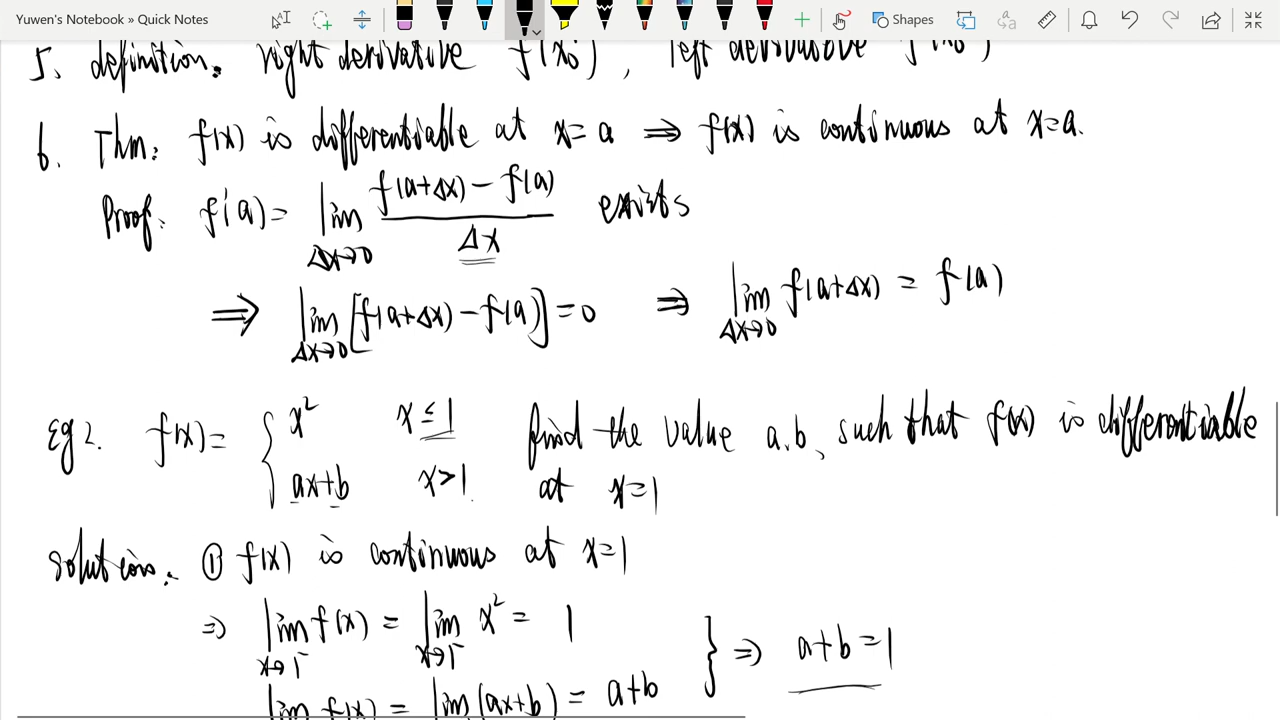 Yuwen's Notebook » Quick Notes
Shapes
5. definition. right derivative f'(x₀⁺), left derivative f'(x₀⁻)
6. Thm: f(x) is differentiable at x=a ⇒ f(x) is continuous at x=a.
Proof. f'(a) = lim_{Δx→0} (f(a+Δx) − f(a))/Δx exists
⇒ lim_{Δx→0} [f(a+Δx) − f(a)] = 0 ⇒ lim_{Δx→0} f(a+Δx) = f(a)
Eg 2. f(x) = { x² x ≤ 1 find the value a.b, such that f(x) is differentiable
ax+b x>1 at x=1
Solution. ① f(x) is continuous at x=1
⇒ lim_{x→1⁻} f(x) = lim_{x→1⁻} x² = 1
} ⇒ a+b=1
lim f(x) = lim (ax+b) = a+b